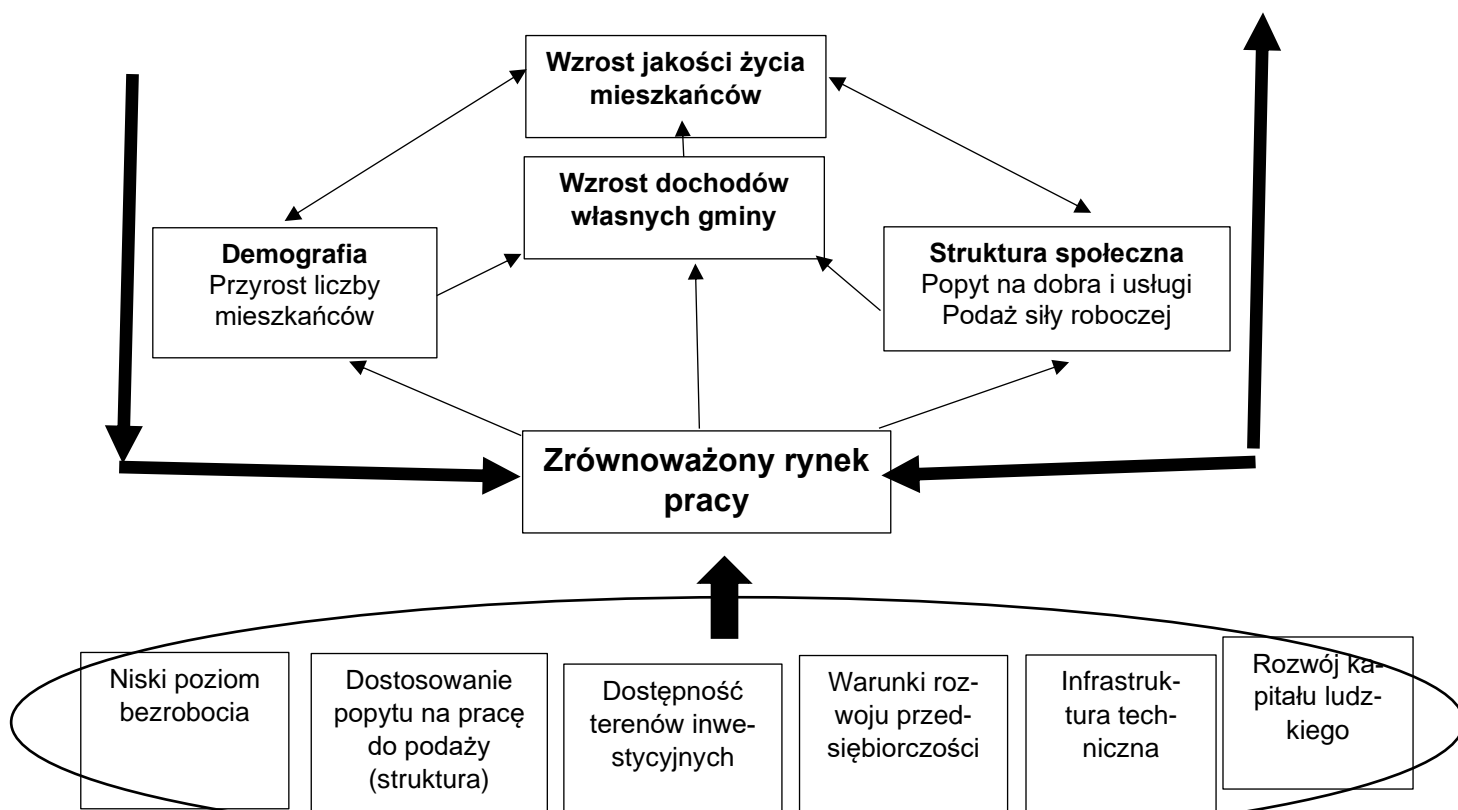 Wzrost jakości życia
mieszkańców
Wzrost dochodów
własnych gminy
Demografia
Przyrost liczby
mieszkańców
Struktura społeczna
Popyt na dobra i usługi
Podaż siły roboczej
Zrównoważony rynek
pracy
Niski poziom
bezrobocia
Dostosowanie
popytu na pracę
do podaży
(struktura)
Dostępność
terenów inwe-
stycyjnych
Warunki roz-
woju przed-
siębiorczości
Infrastruk-
tura tech-
niczna
Rozwój ka-
pitału ludz-
kiego